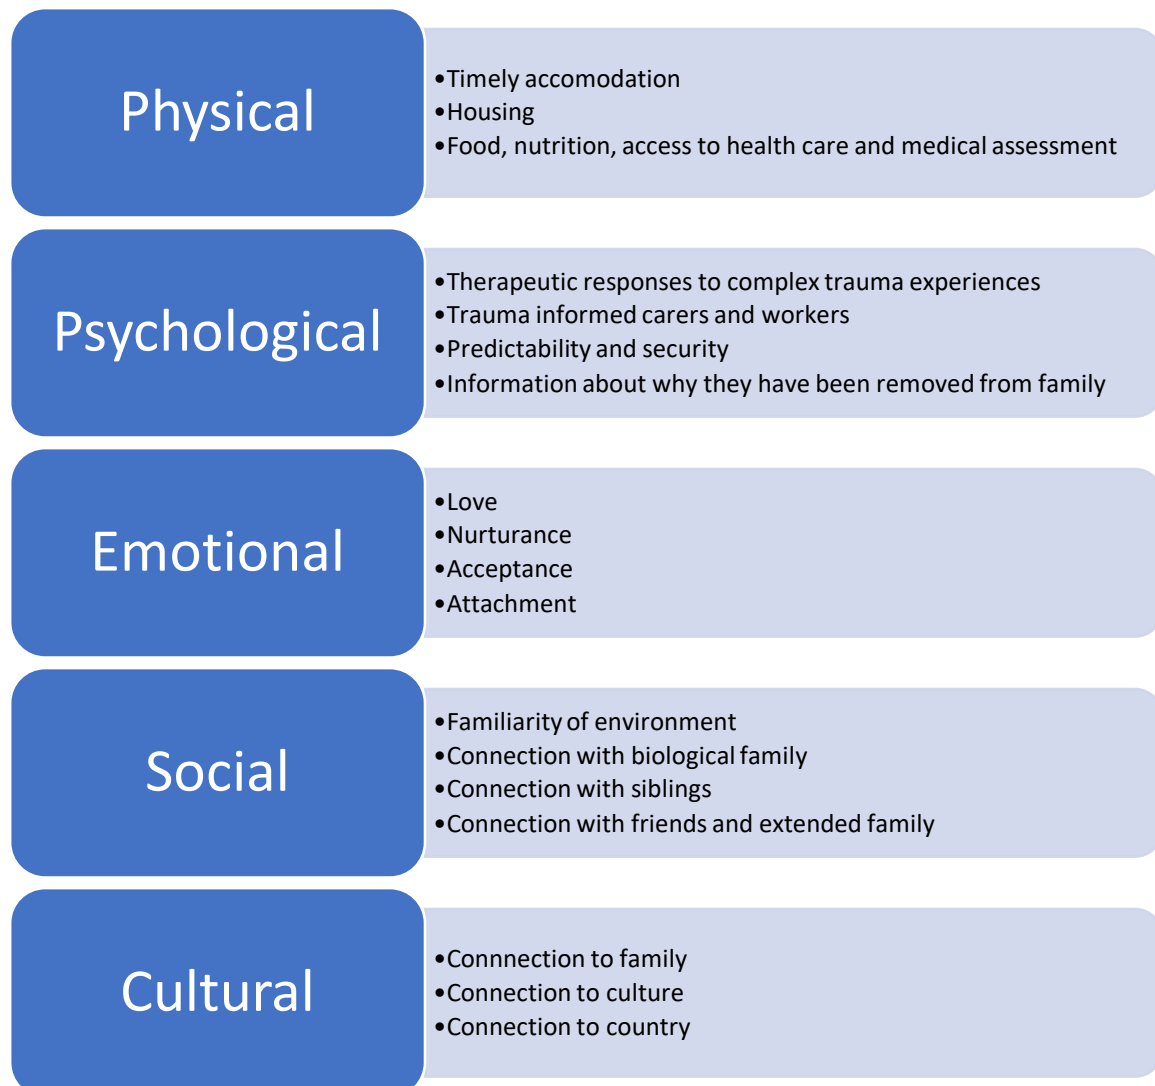 Physical
•Timely accomodation
•Housing
•Food, nutrition, access to health care and medical assessment
Psychological
•Therapeutic responses to complex trauma experiences
•Trauma informed carers and workers
•Predictability and security
•Information about why they have been removed from family
Emotional
•Love
•Nurturance
•Acceptance
•Attachment
Social
•Familiarity of environment
•Connection with biological family
•Connection with siblings
•Connection with friends and extended family
Cultural
•Connnection to family
•Connection to culture
•Connection to country